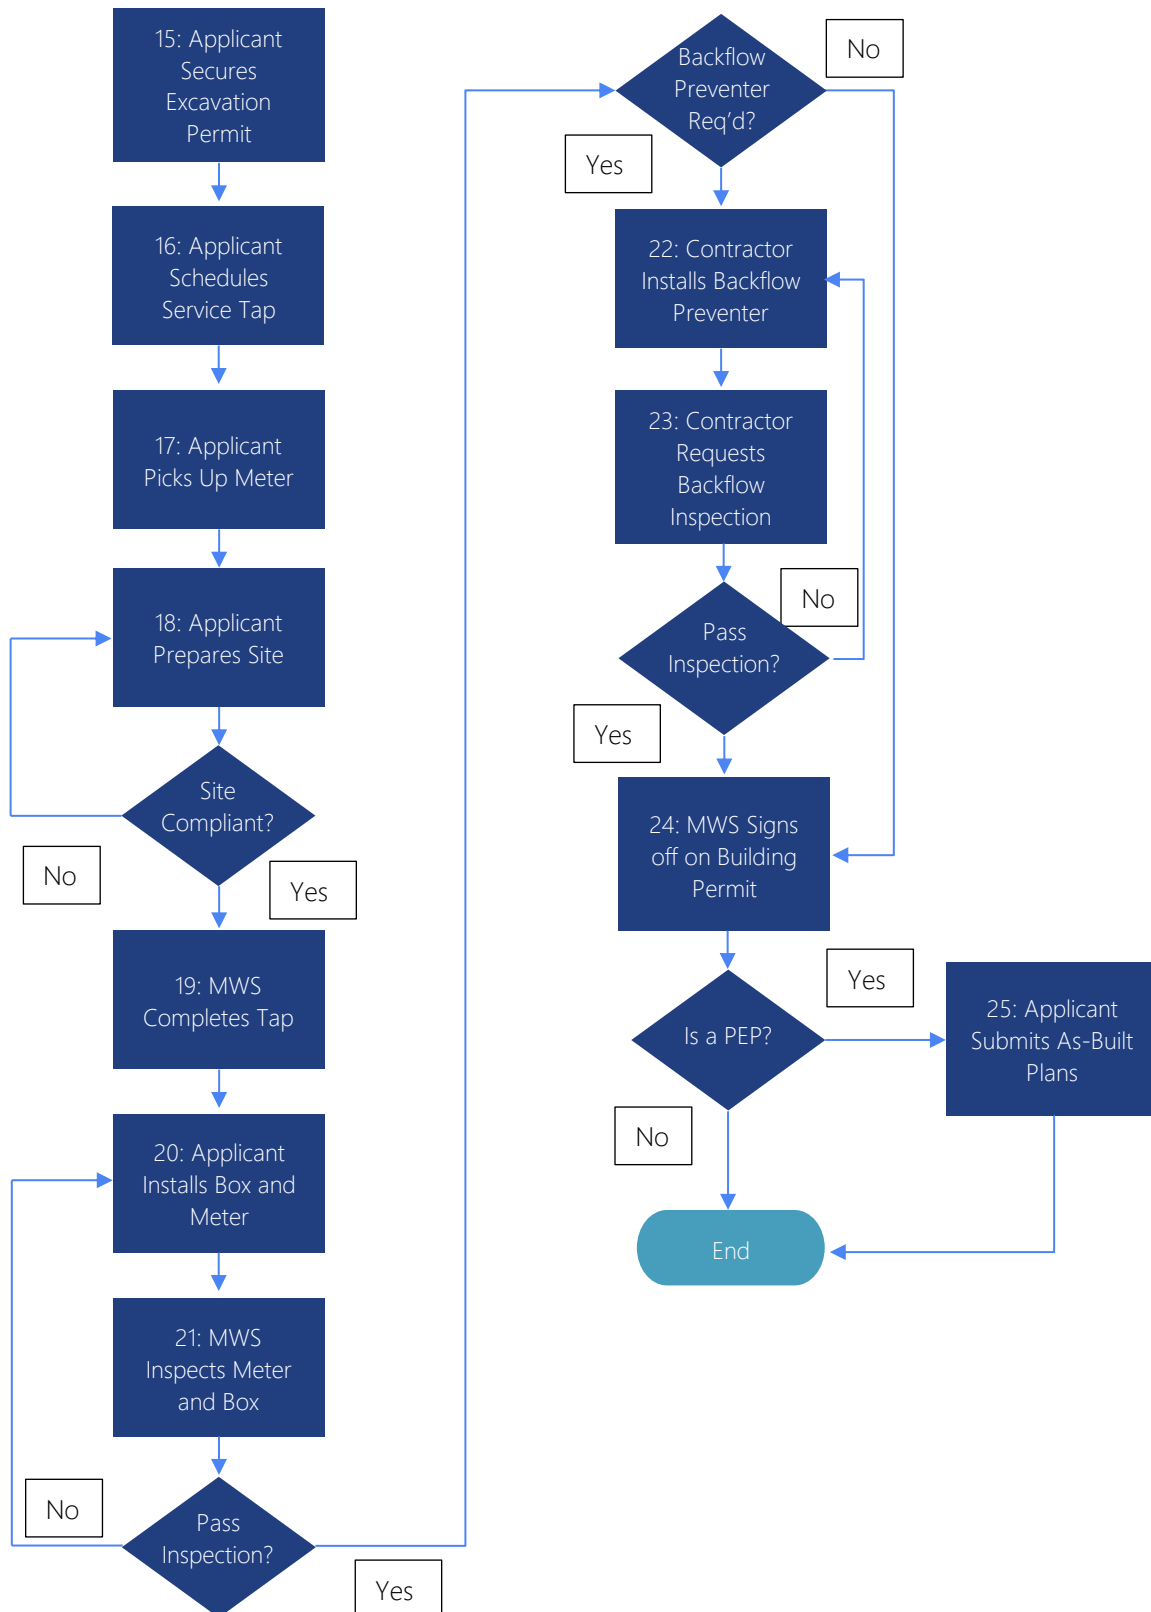 15: Applicant
Secures
Excavation
Permit
16: Applicant
Schedules
Service Tap
17: Applicant
Picks Up Meter
18: Applicant
Prepares Site
Site
Compliant?
No
Yes
19: MWS
Completes Tap
20: Applicant
Installs Box and
Meter
21: MWS
Inspects Meter
and Box
No
Pass
Inspection?
Yes
Backflow
Preventer
Req’d?
No
Yes
22: Contractor
Installs Backflow
Preventer
23: Contractor
Requests
Backflow
Inspection
No
Pass
Inspection?
Yes
24: MWS Signs
off on Building
Permit
Is a PEP?
Yes
25: Applicant
Submits As-Built
Plans
No
End